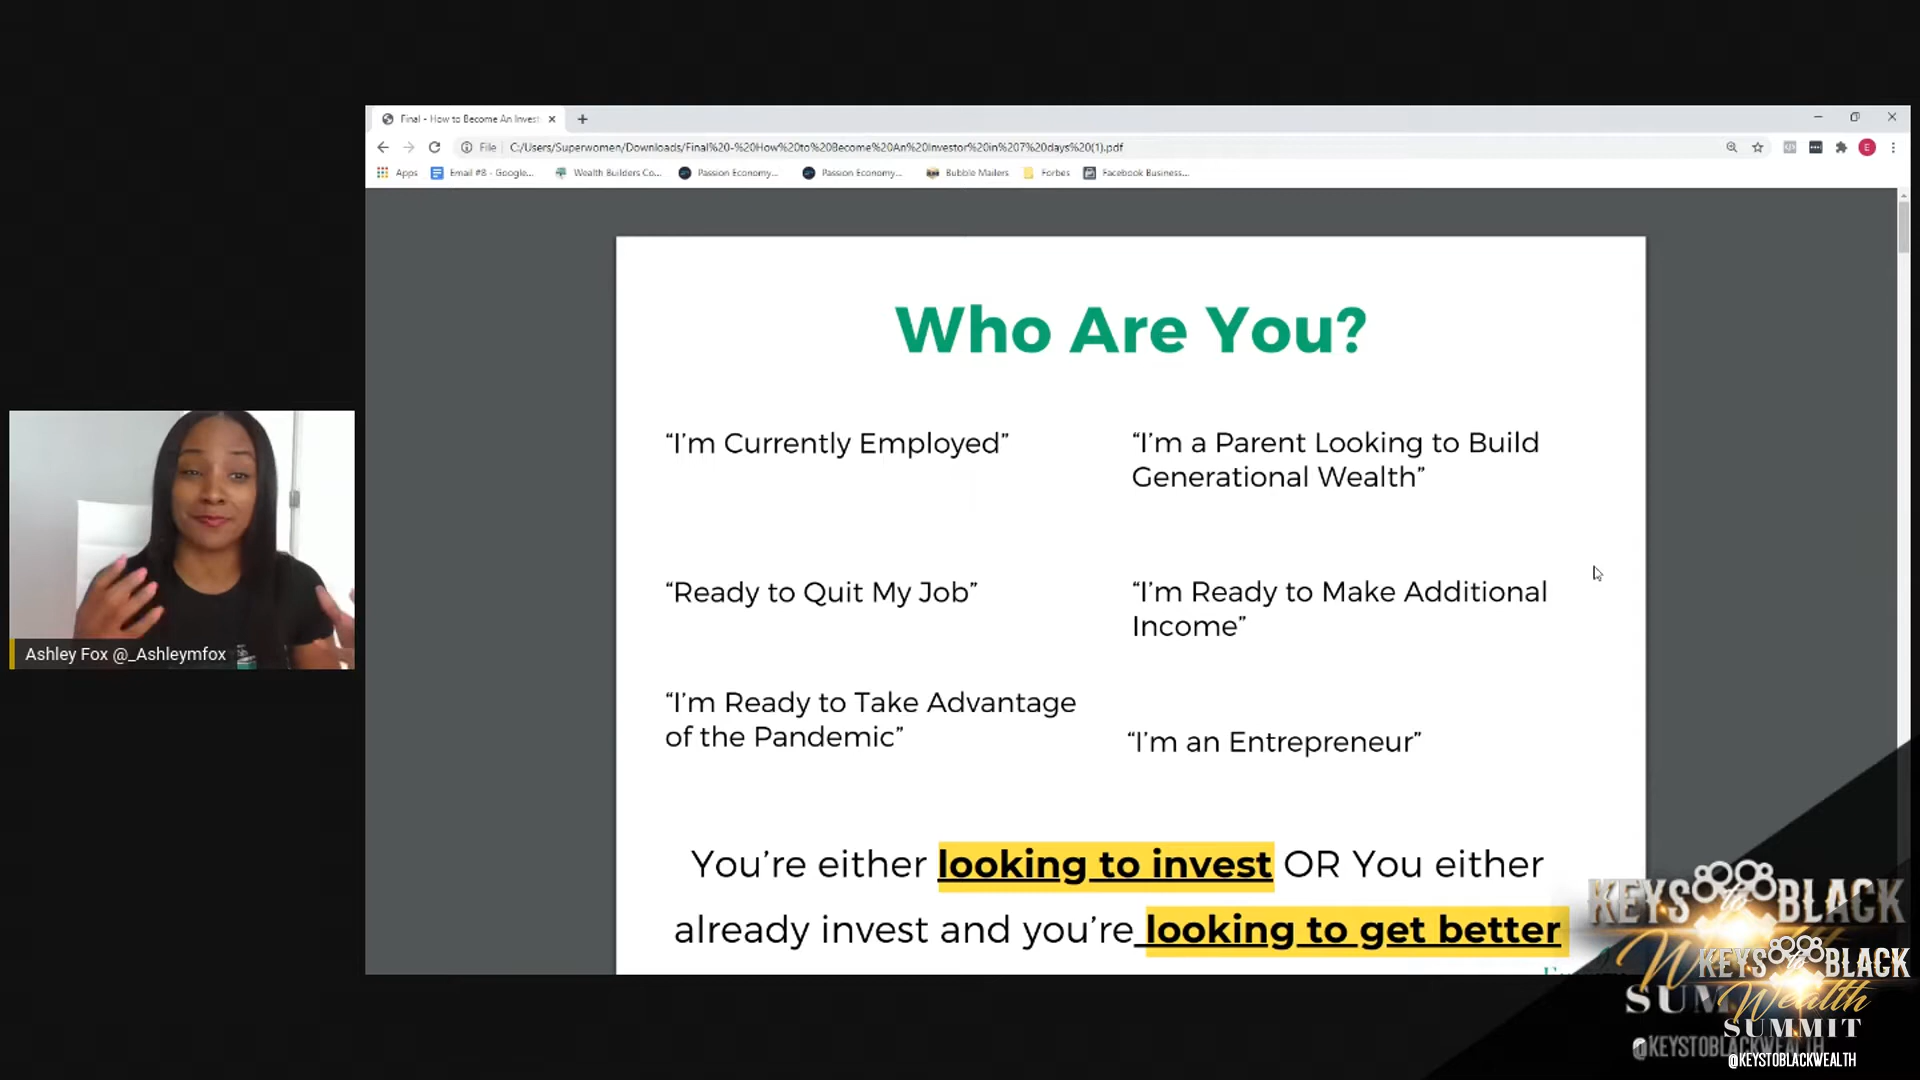 Final - How to Become An Invest
File
C:/Users/Superwomen/Downloads/Final%20-%20How%20to%20Become%20An%20Investor%20in%207%20days%20(1).pdf
E
Apps
Email #8 - Google...
Wealth Builders Co...
Passion Economy...
Passion Economy...
Bubble Mailers
Forbes
Facebook Business...
Who Are You?
“I’m Currently Employed”
“I’m a Parent Looking to Build
Generational Wealth”
“Ready to Quit My Job”
“I’m Ready to Make Additional
Income”
“I’m Ready to Take Advantage
of the Pandemic”
“I’m an Entrepreneur”
You’re either looking to invest OR You either
already invest and you’re looking to get better
Ashley Fox @_Ashleymfox
KEYS to BLACK
@KEYSTOBLACKWEALTH
KEYS to BLACK
Wealth
SUMMIT
@KEYSTOBLACKWEALTH